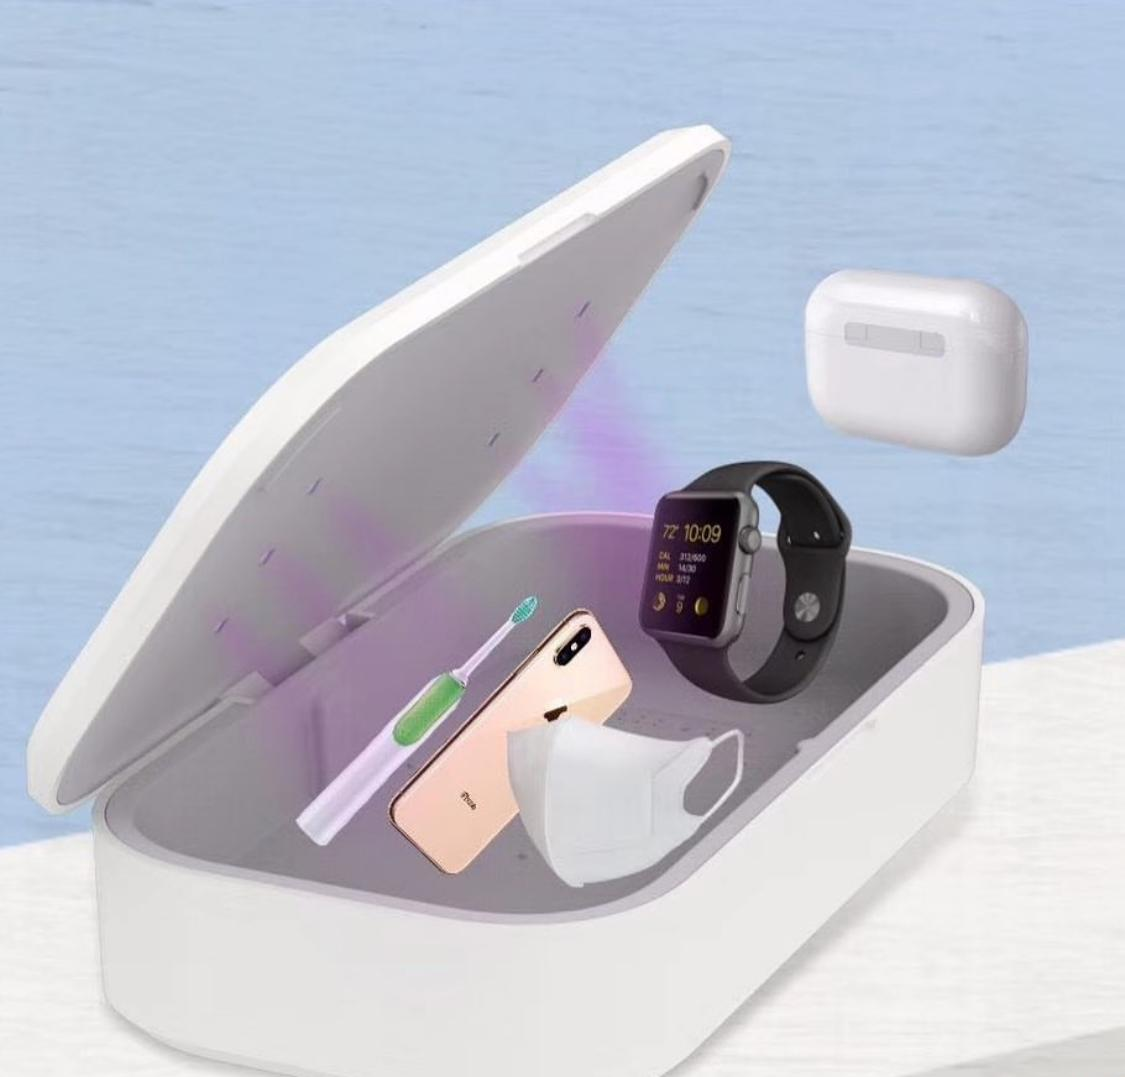 72° 10:09
CAL 312/600
MIN 14/30
HOUR 3/12
9
iPhone